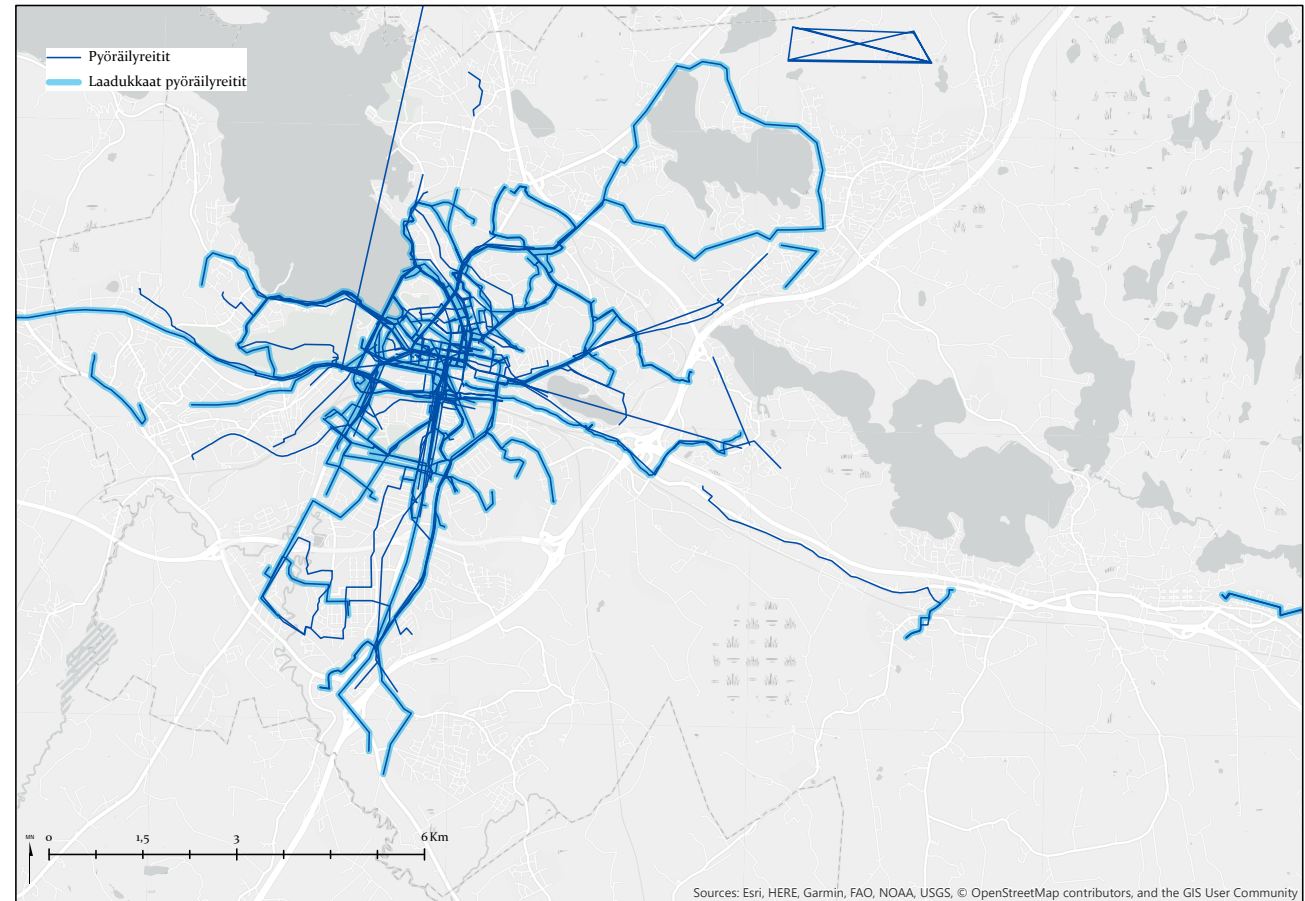 Pyöräilyreitit
Laadukkaat pyöräilyreitit
MN 0 1,5 3 6 Km
Sources: Esri, HERE, Garmin, FAO, NOAA, USGS, © OpenStreetMap contributors, and the GIS User Community